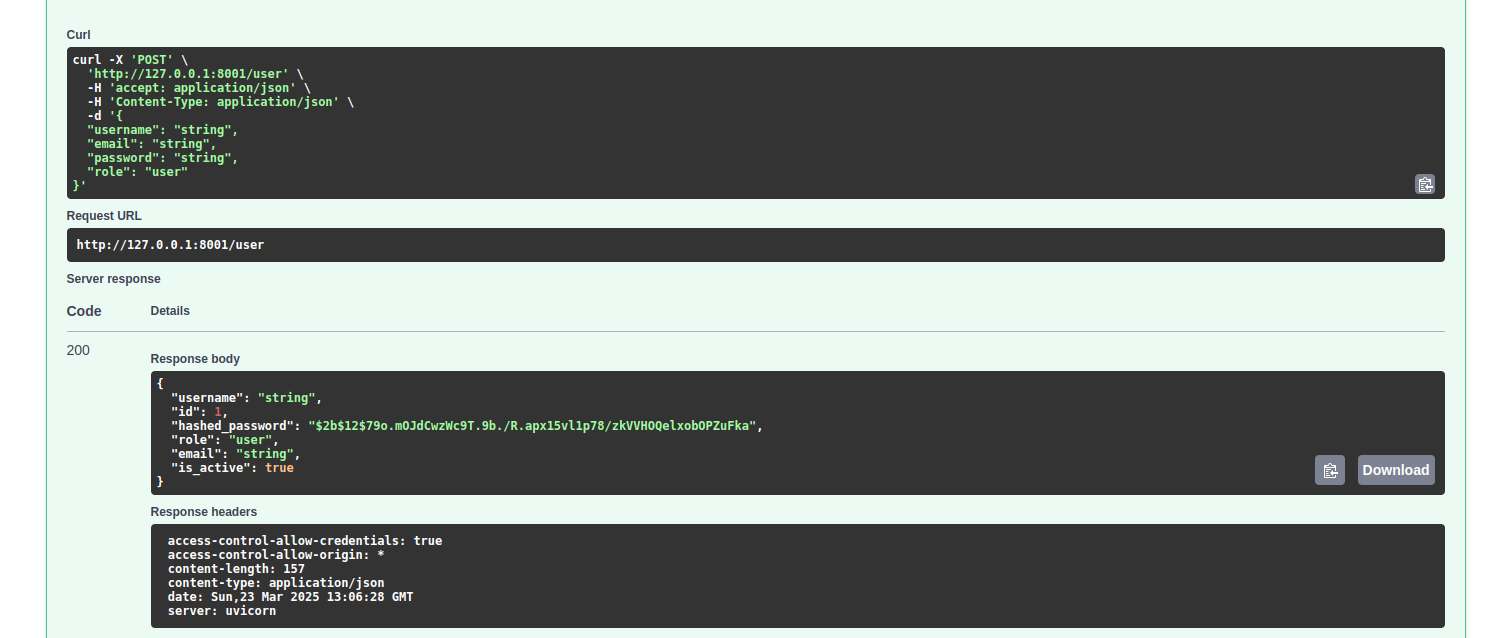 Curl
curl -X 'POST' \
  'http://127.0.0.1:8001/user' \
  -H 'accept: application/json' \
  -H 'Content-Type: application/json' \
  -d '{
  "username": "string",
  "email": "string",
  "password": "string",
  "role": "user"
}'
Request URL
http://127.0.0.1:8001/user
Server response
Code Details
200
Response body
{
  "username": "string",
  "id": 1,
  "hashed_password": "$2b$12$79o.mOJdCwzWc9T.9b./R.apx15vl1p78/zkVVHOQelxobOPZuFka",
  "role": "user",
  "email": "string",
  "is_active": true
}
Download
Response headers
access-control-allow-credentials: true
access-control-allow-origin: *
content-length: 157
content-type: application/json
date: Sun,23 Mar 2025 13:06:28 GMT
server: uvicorn